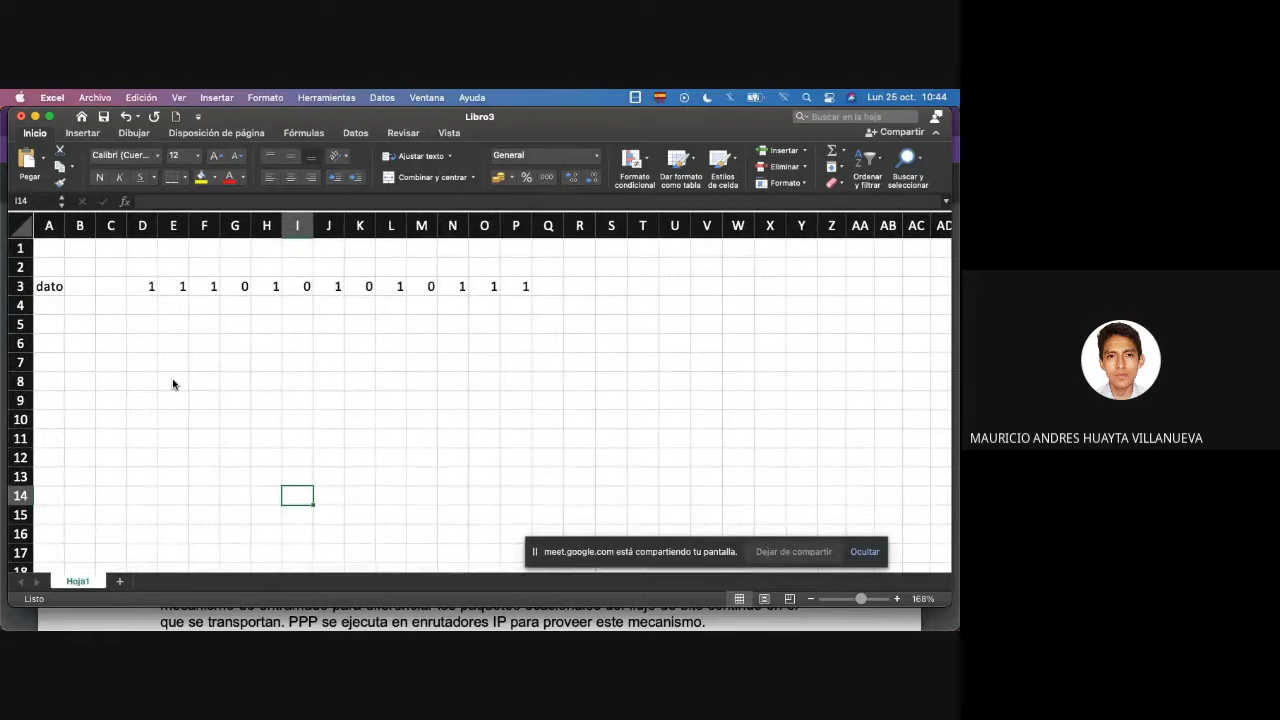 Excel Archivo Edición Ver Insertar Formato Herramientas Datos Ventana Ayuda Lun 25 oct. 10:44
Libro3 Buscar en la hoja
Inicio Insertar Dibujar Disposición de página Fórmulas Datos Revisar Vista Compartir
Pegar Calibri (Cuer... 12 A A Ajustar texto General Formato condicional Dar formato como tabla Estilos de celda Insertar Ordenar y filtrar Buscar y seleccionar
N K S A Combinar y centrar % 000 Eliminar
Formato
I14 fx
A B C D E F G H I J K L M N O P Q R S T U V W X Y Z AA AB AC AD
1
2
3 dato 1 1 1 0 1 0 1 0 1 0 1 1 1
4
5
6
7
8
9
10
11
12
13
14
15
16
17
18
meet.google.com está compartiendo tu pantalla. Dejar de compartir Ocultar
Hoja1 +
Listo 168%
que se transportan. PPP se ejecuta en enrutadores IP para proveer este mecanismo.
MAURICIO ANDRES HUAYTA VILLANUEVA